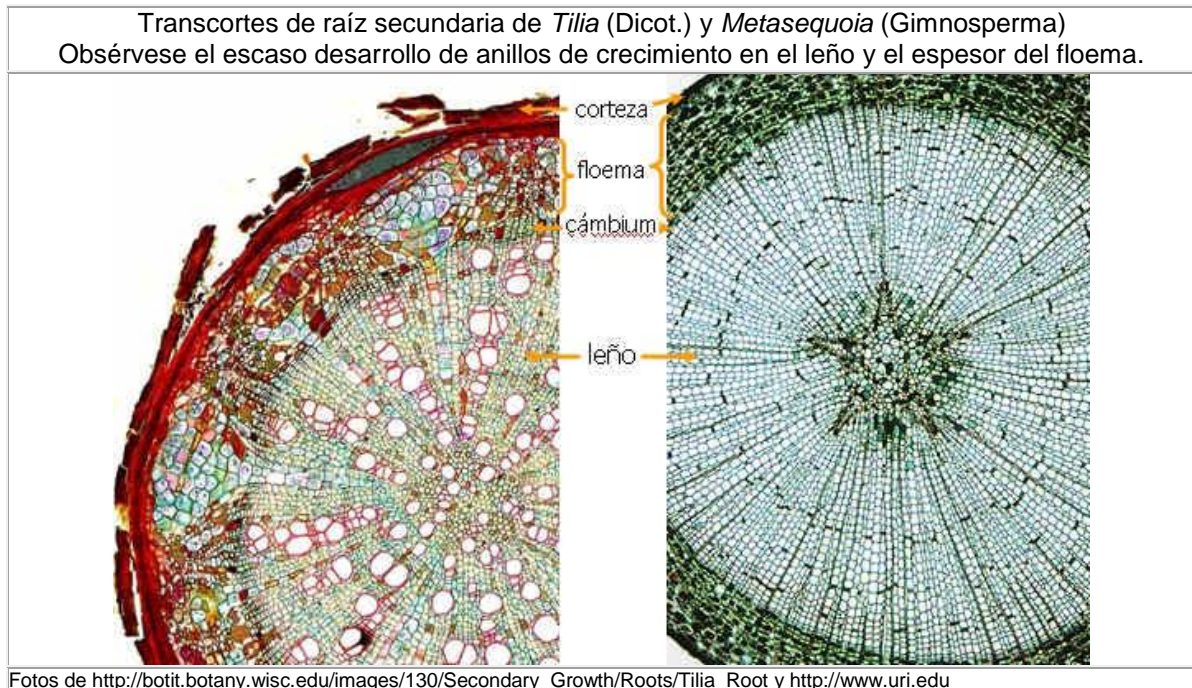 Transcortes de raíz secundaria de Tilia (Dicot.) y Metasequoia (Gimnosperma)
Obsérvese el escaso desarrollo de anillos de crecimiento en el leño y el espesor del floema.
corteza
floema
cámbium
leño
Fotos de http://botit.botany.wisc.edu/images/130/Secondary_Growth/Roots/Tilia_Root y http://www.uri.edu